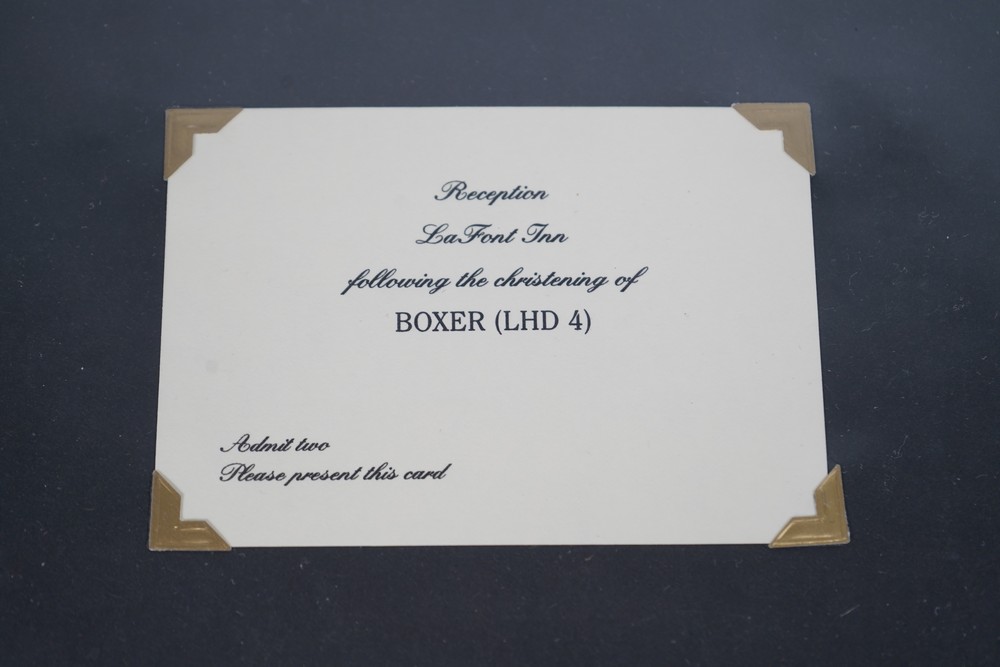 Reception
LaFont Inn
following the christening of
BOXER (LHD 4)
Admit two
Please present this card